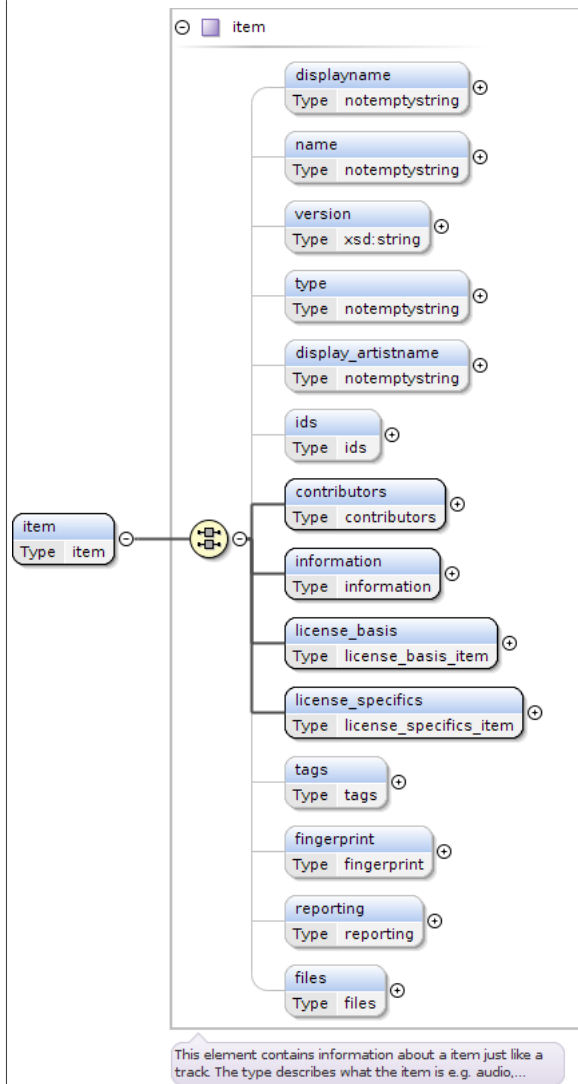 item
displayname
Type notemptystring
name
Type notemptystring
version
Type xsd:string
type
Type notemptystring
display_artistname
Type notemptystring
ids
Type ids
contributors
Type contributors
item
Type item
information
Type information
license_basis
Type license_basis_item
license_specifics
Type license_specifics_item
tags
Type tags
fingerprint
Type fingerprint
reporting
Type reporting
files
Type files
This element contains information about a item just like a
track. The type describes what the item is e.g. audio,...